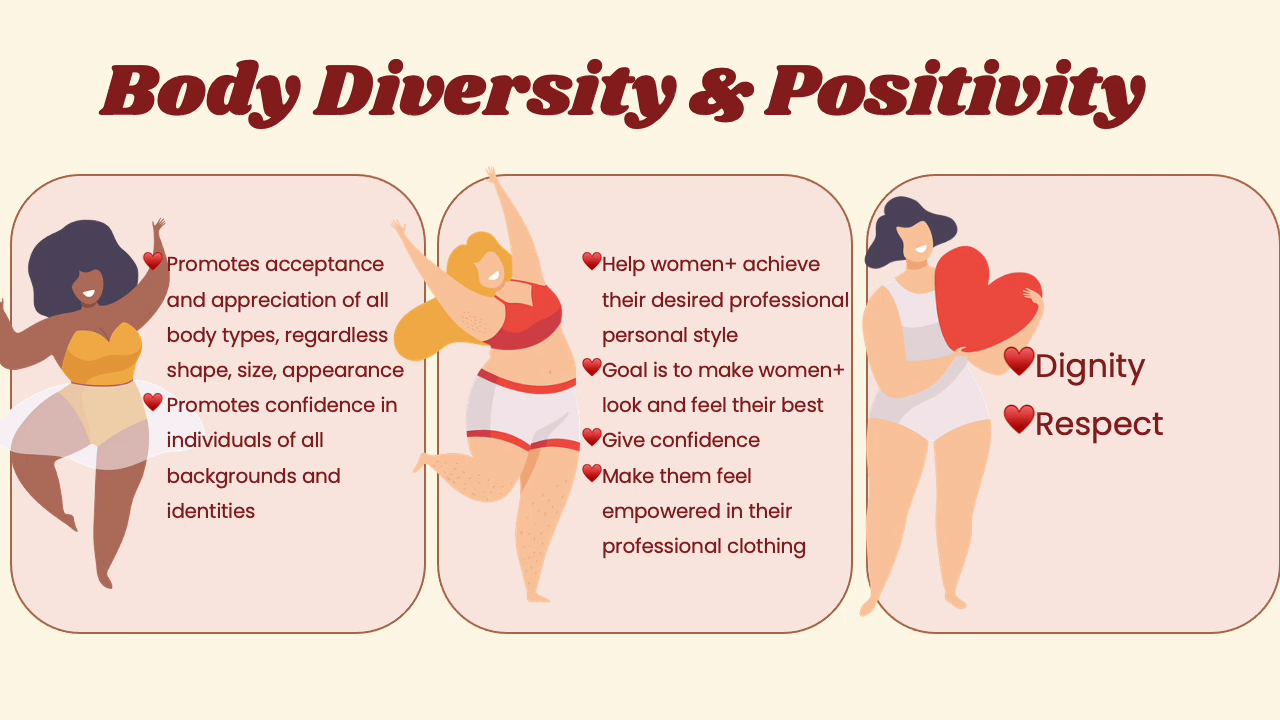 Body Diversity & Positivity
Promotes acceptance
and appreciation of all
body types, regardless
shape, size, appearance
Promotes confidence in
individuals of all
backgrounds and
identities
Help women+ achieve
their desired professional
personal style
Goal is to make women+
look and feel their best
Give confidence
Make them feel
empowered in their
professional clothing
Dignity
Respect